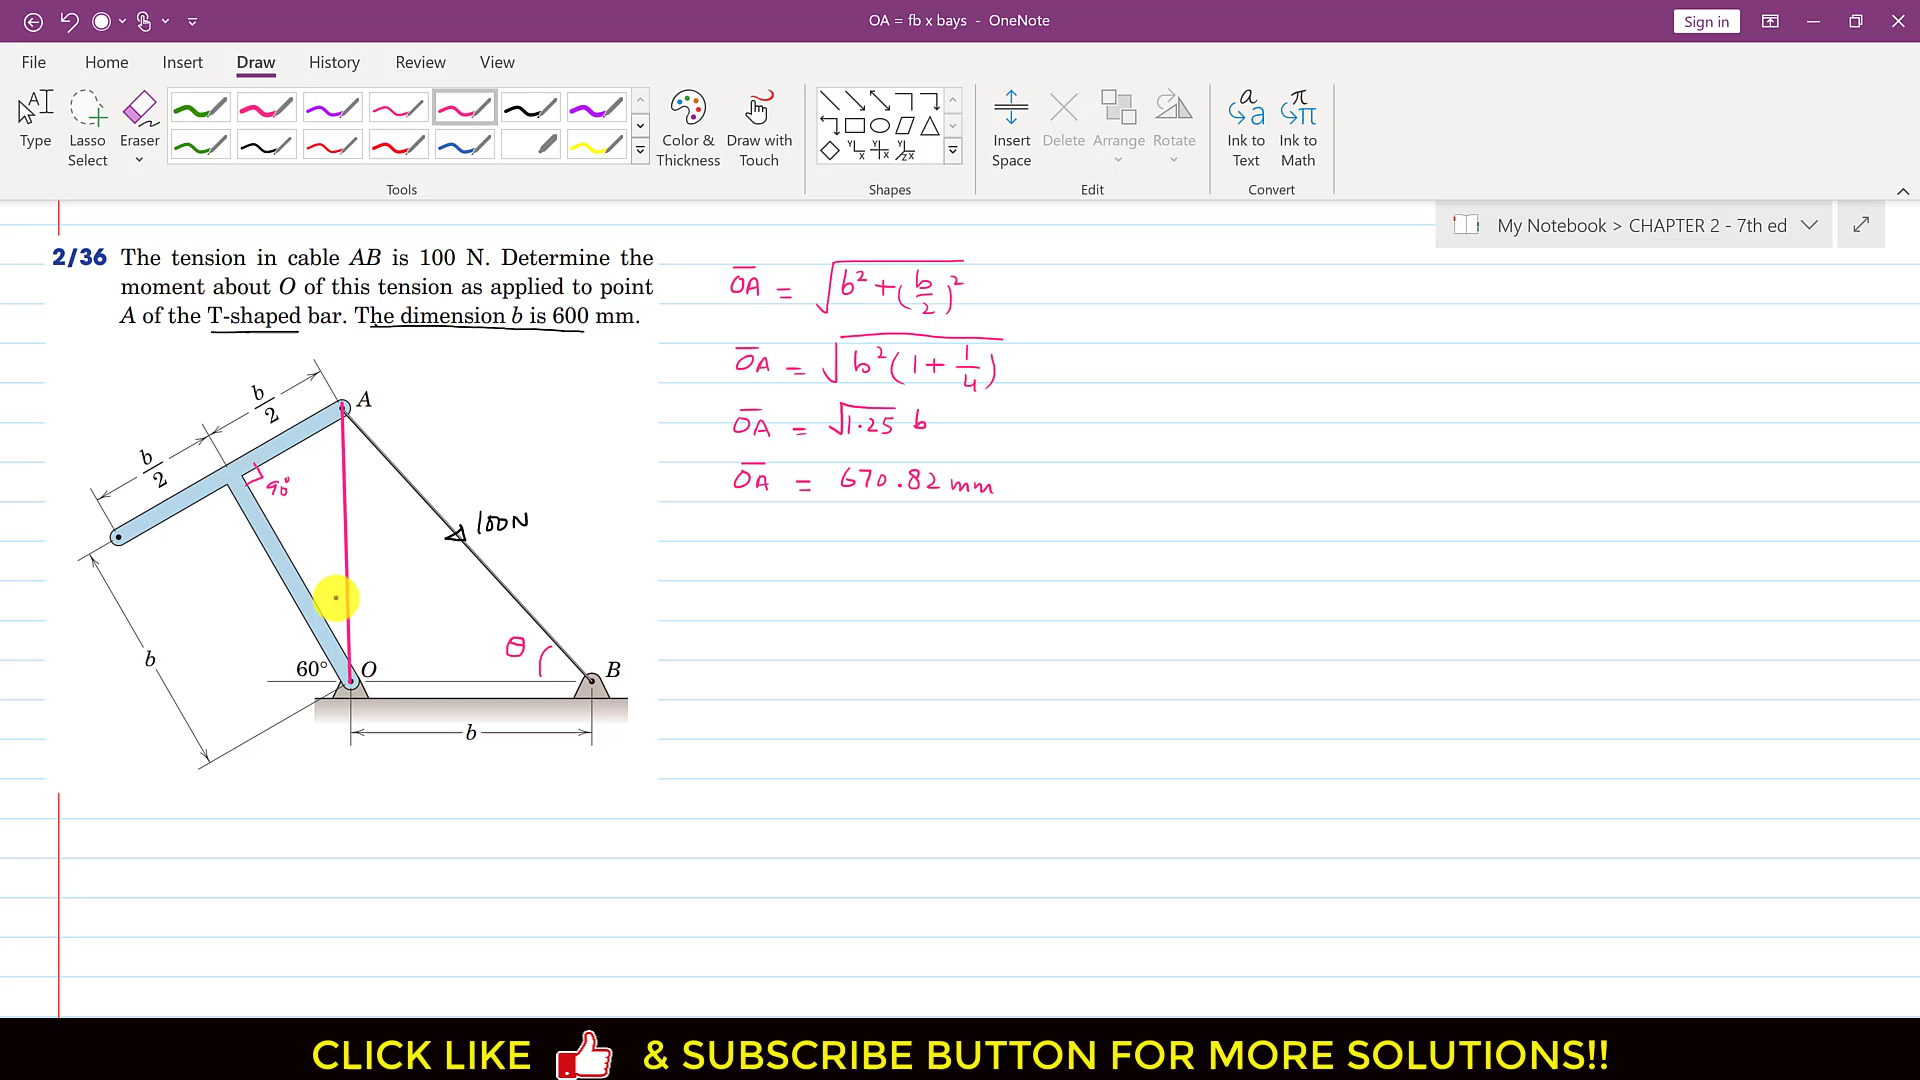 OA = fb x bays - OneNote
Sign in
File Home Insert Draw History Review View
Type
Lasso Select
Eraser
Color & Thickness
Draw with Touch
Insert Space
Delete
Arrange
Rotate
Ink to Text
Ink to Math
Tools
Shapes
Edit
Convert
My Notebook > CHAPTER 2 - 7th ed
2/36 The tension in cable AB is 100 N. Determine the
moment about O of this tension as applied to point
A of the T-shaped bar. The dimension b is 600 mm.
b/2
A
b/2
90°
100N
b
θ
60°
O
B
b
OA = √(b² + (b/2)²)
OA = √(b²(1 + 1/4))
OA = √1.25 b
OA = 670.82 mm
CLICK LIKE & SUBSCRIBE BUTTON FOR MORE SOLUTIONS!!